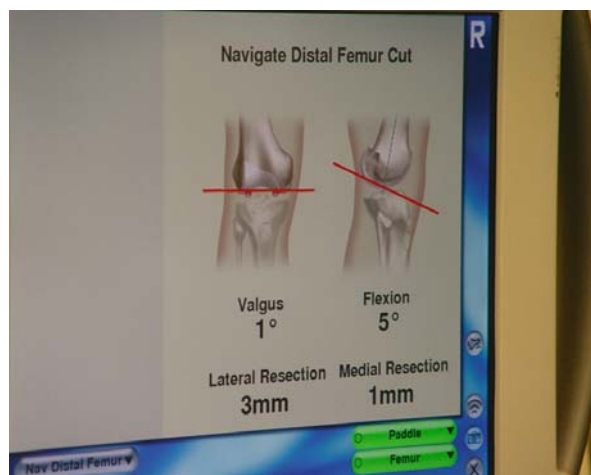 R
Navigate Distal Femur Cut
Valgus
1°
Flexion
5°
Lateral Resection
3mm
Medial Resection
1mm
Paddle
Nav Distal Femur
Femur
X